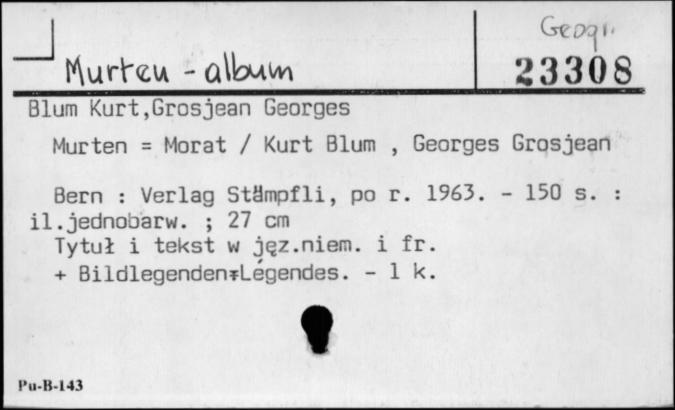 Geogr.
Murten - album
23308
Blum Kurt,Grosjean Georges
Murten = Morat / Kurt Blum , Georges Grosjean
Bern : Verlag Stämpfli, po r. 1963. - 150 s. :
il.jednobarw. ; 27 cm
Tytuł i tekst w jęz.niem. i fr.
+ Bildlegenden=Légendes. - 1 k.
Pu-B-143